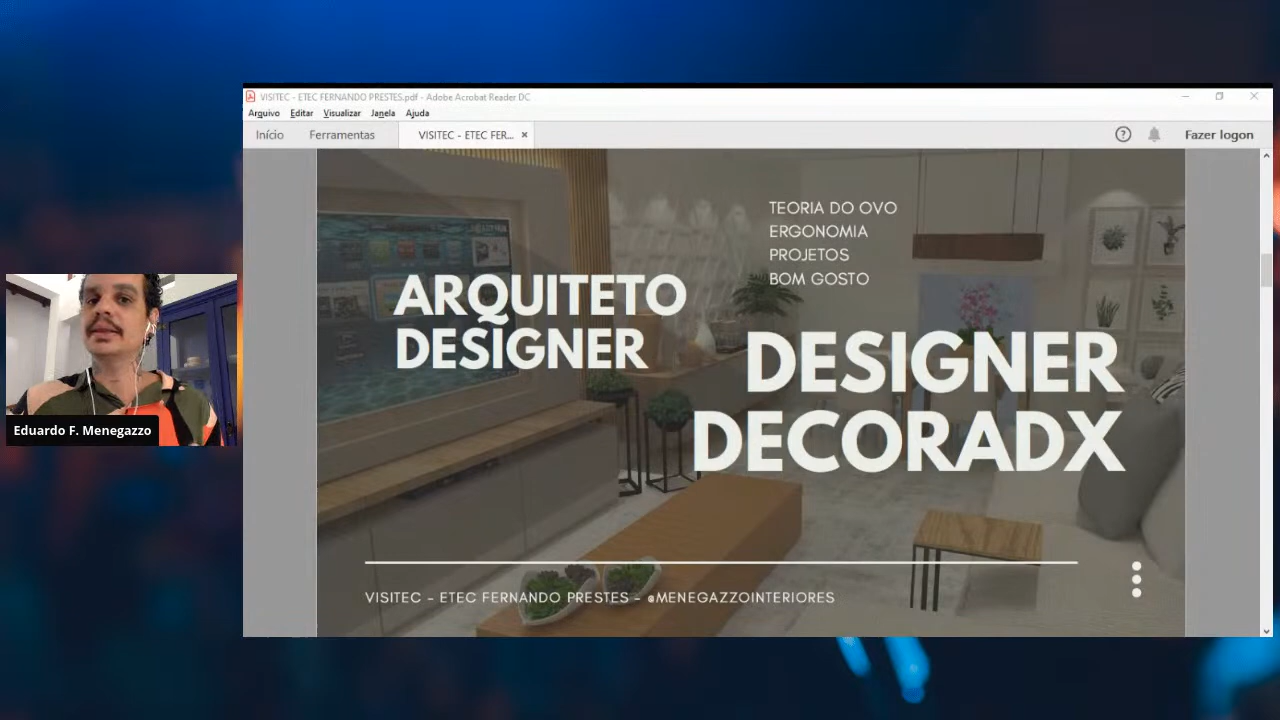 VISITEC - ETEC FERNANDO PRESTES.pdf - Adobe Acrobat Reader DC
Arquivo Editar Visualizar Janela Ajuda
Início Ferramentas VISITEC - ETEC FER... × ? Fazer logon
TEORIA DO OVO
ERGONOMIA
PROJETOS
BOM GOSTO
ARQUITETO
DESIGNER
DESIGNER
DECORADX
VISITEC - ETEC FERNANDO PRESTES - @MENEGAZZOINTERIORES
Eduardo F. Menegazzo